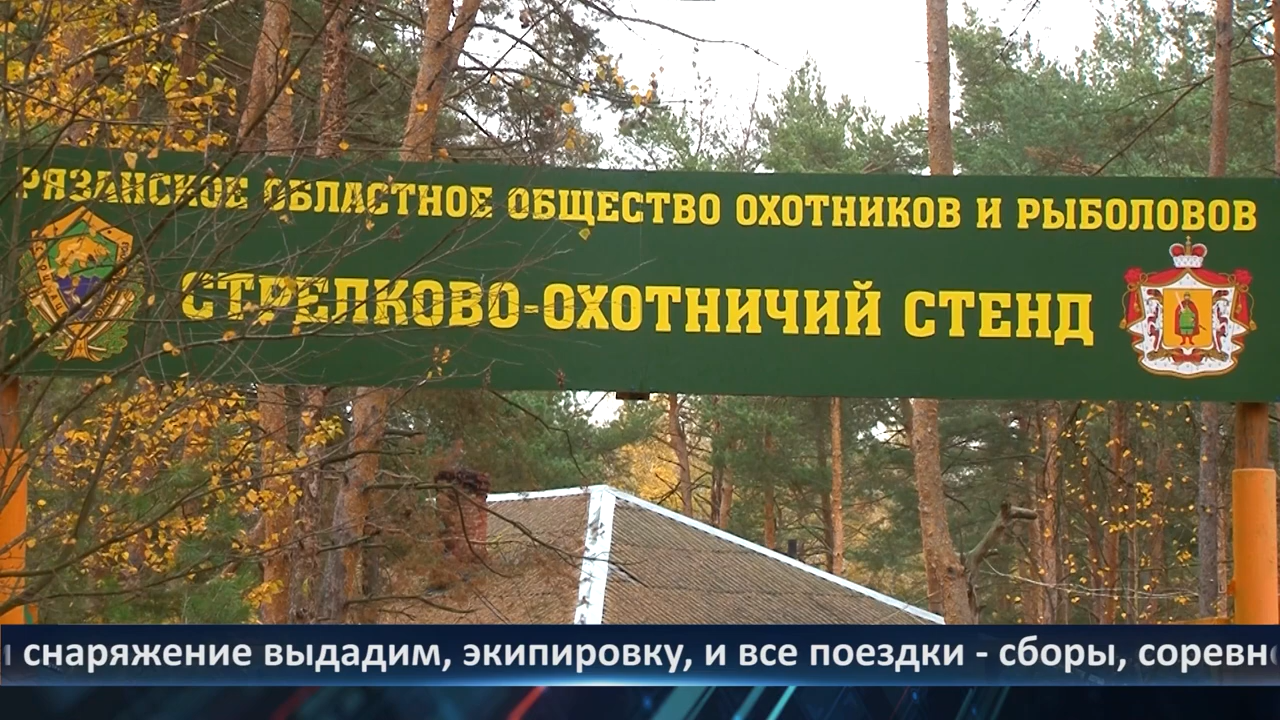 РЯЗАНСКОЕ ОБЛАСТНОЕ ОБЩЕСТВО ОХОТНИКОВ И РЫБОЛОВОВ
СТРЕЛКОВО-ОХОТНИЧИЙ СТЕНД
снаряжение выдадим, экипировку, и все поездки - сборы,